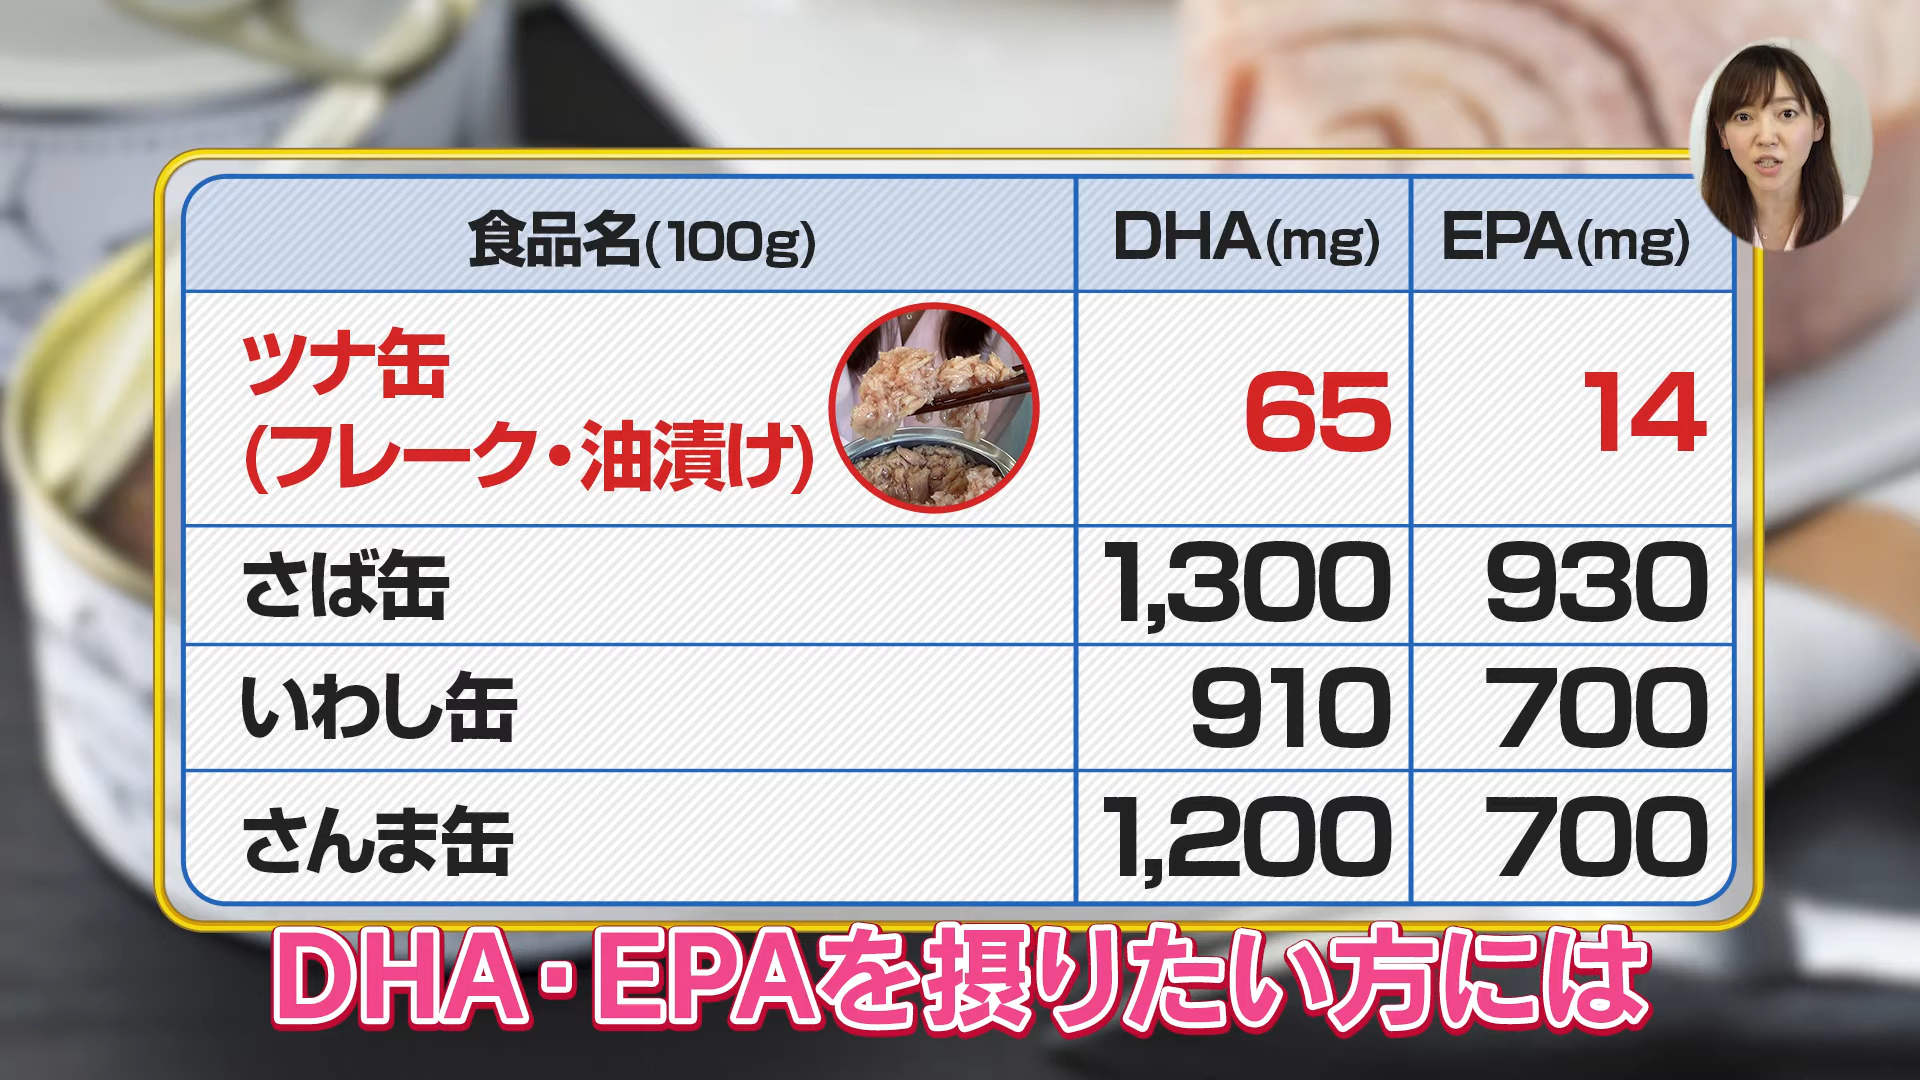 食品名(100g) DHA(mg) EPA(mg)
ツナ缶
(フレーク・油漬け) 65 14
さば缶 1,300 930
いわし缶 910 700
さんま缶 1,200 700
DHA・EPAを摂りたい方には